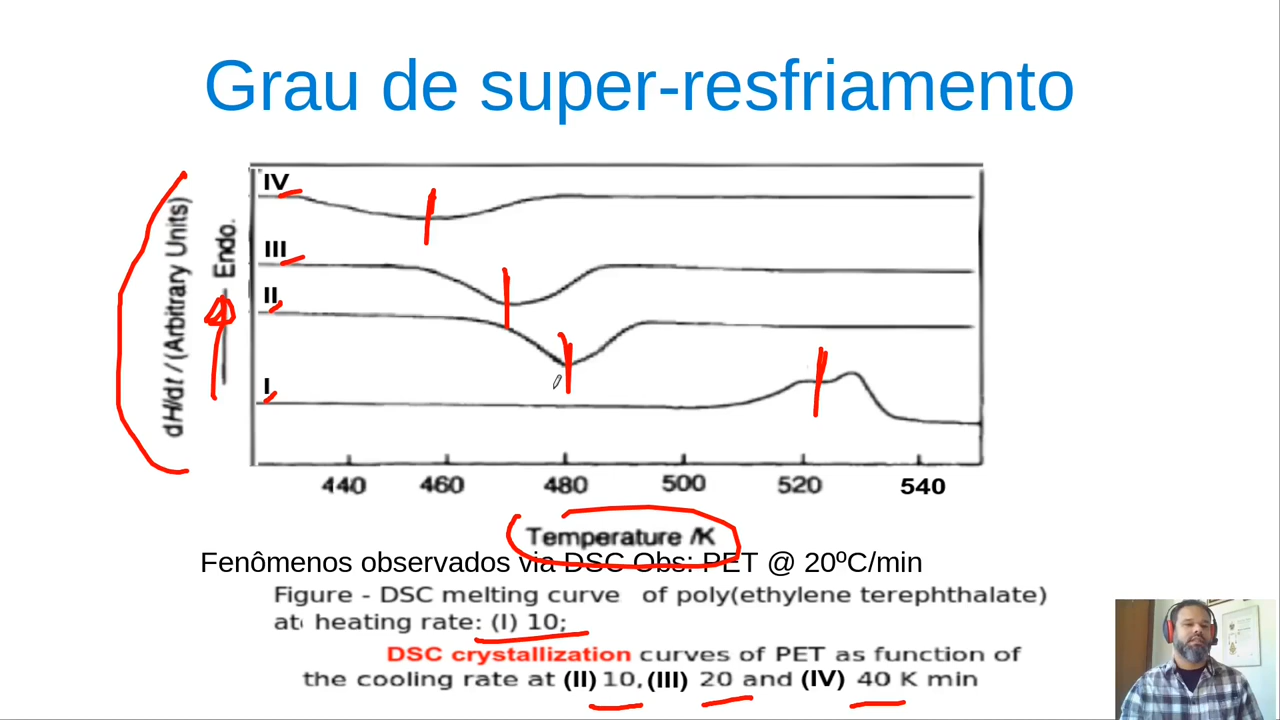 Grau de super-resfriamento
IV
III
II
I
dH/dt / (Arbitrary Units)
Endo.
440 460 480 500 520 540
Temperature /K
Fenômenos observados via DSC Obs: PET @ 20ºC/min
Figure - DSC melting curve of poly(ethylene terephthalate)
at heating rate: (I) 10;
DSC crystallization curves of PET as function of
the cooling rate at (II) 10, (III) 20 and (IV) 40 K min